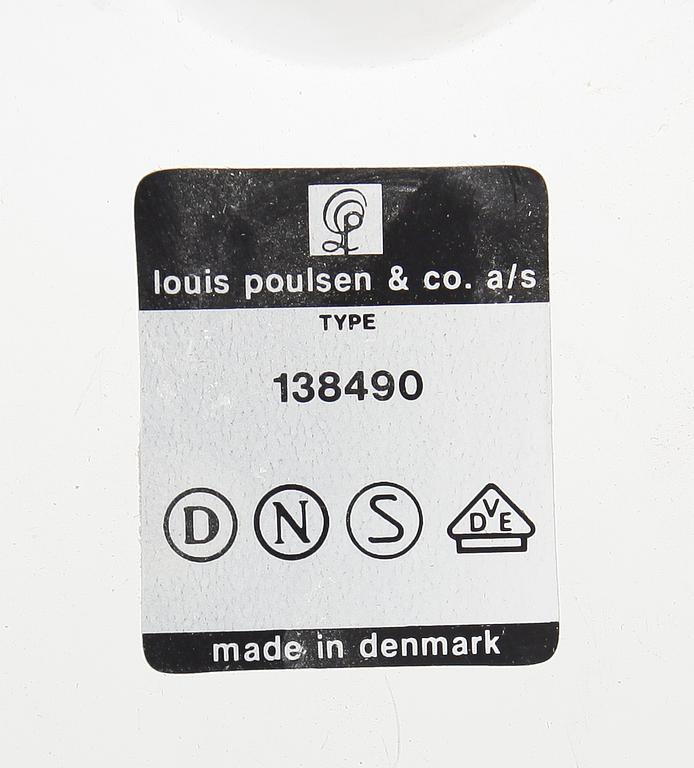 louis poulsen & co. a/s
TYPE
138490
D N S DVE
made in denmark